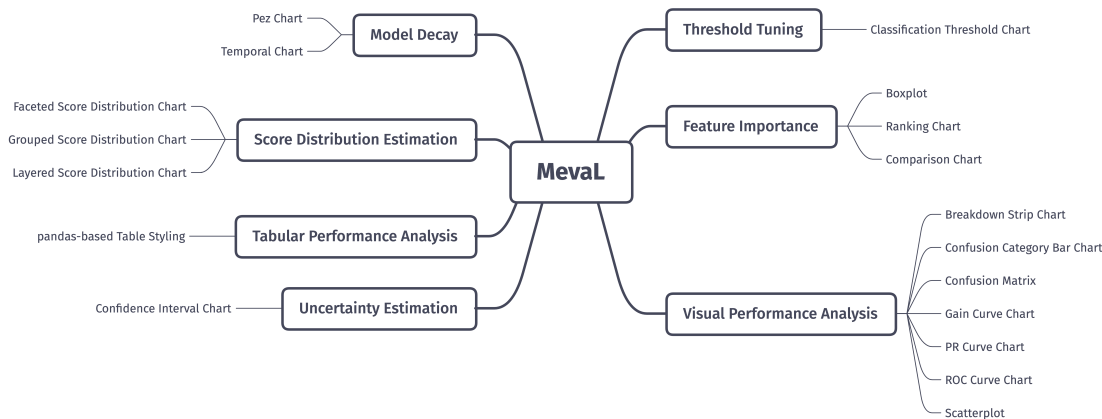 MevaL
Model Decay
Pez Chart
Temporal Chart
Score Distribution Estimation
Faceted Score Distribution Chart
Grouped Score Distribution Chart
Layered Score Distribution Chart
Tabular Performance Analysis
pandas-based Table Styling
Uncertainty Estimation
Confidence Interval Chart
Threshold Tuning
Classification Threshold Chart
Feature Importance
Boxplot
Ranking Chart
Comparison Chart
Visual Performance Analysis
Breakdown Strip Chart
Confusion Category Bar Chart
Confusion Matrix
Gain Curve Chart
PR Curve Chart
ROC Curve Chart
Scatterplot